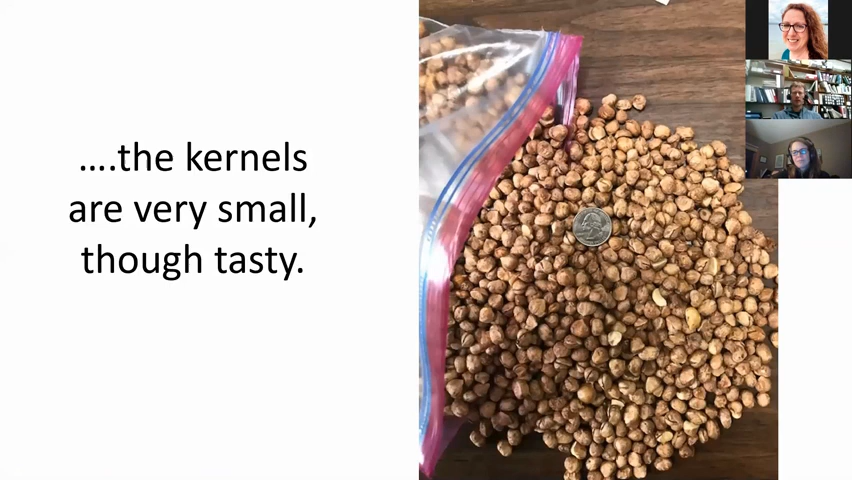 ….the kernels
are very small,
though tasty.